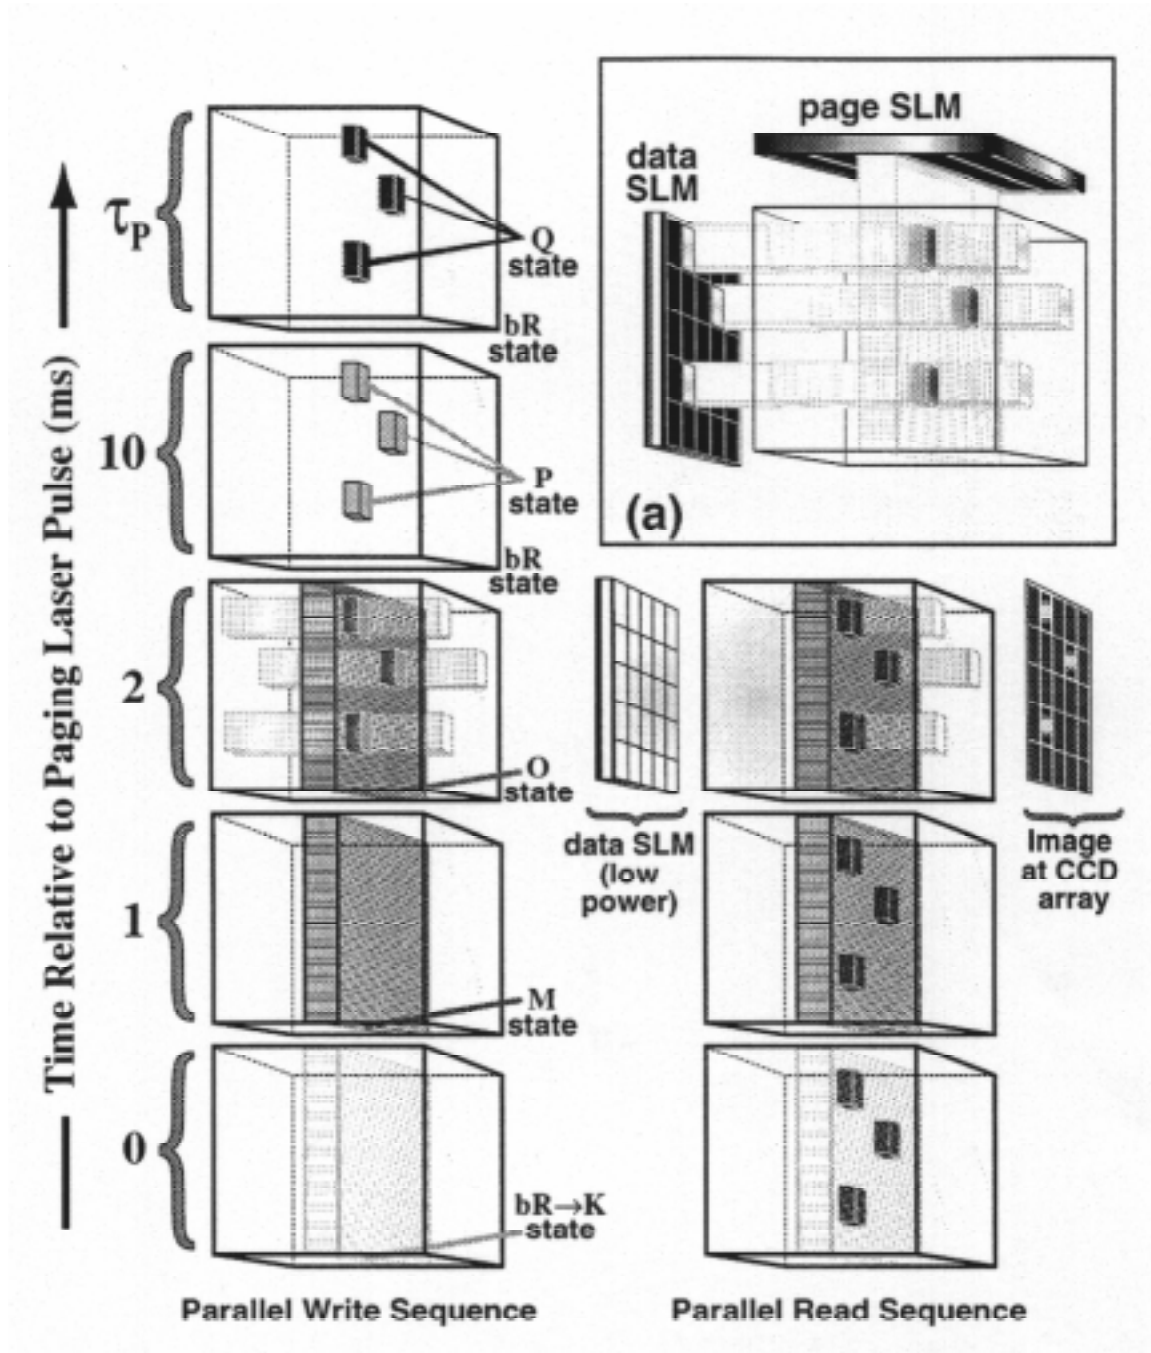 page SLM
data
SLM
(a)
Time Relative to Paging Laser Pulse (ms)
τP
Q
state
bR
state
10
P
state
bR
state
2
O
state
data SLM
(low
power)
Image
at CCD
array
1
M
state
0
bR→K
state
Parallel Write Sequence
Parallel Read Sequence